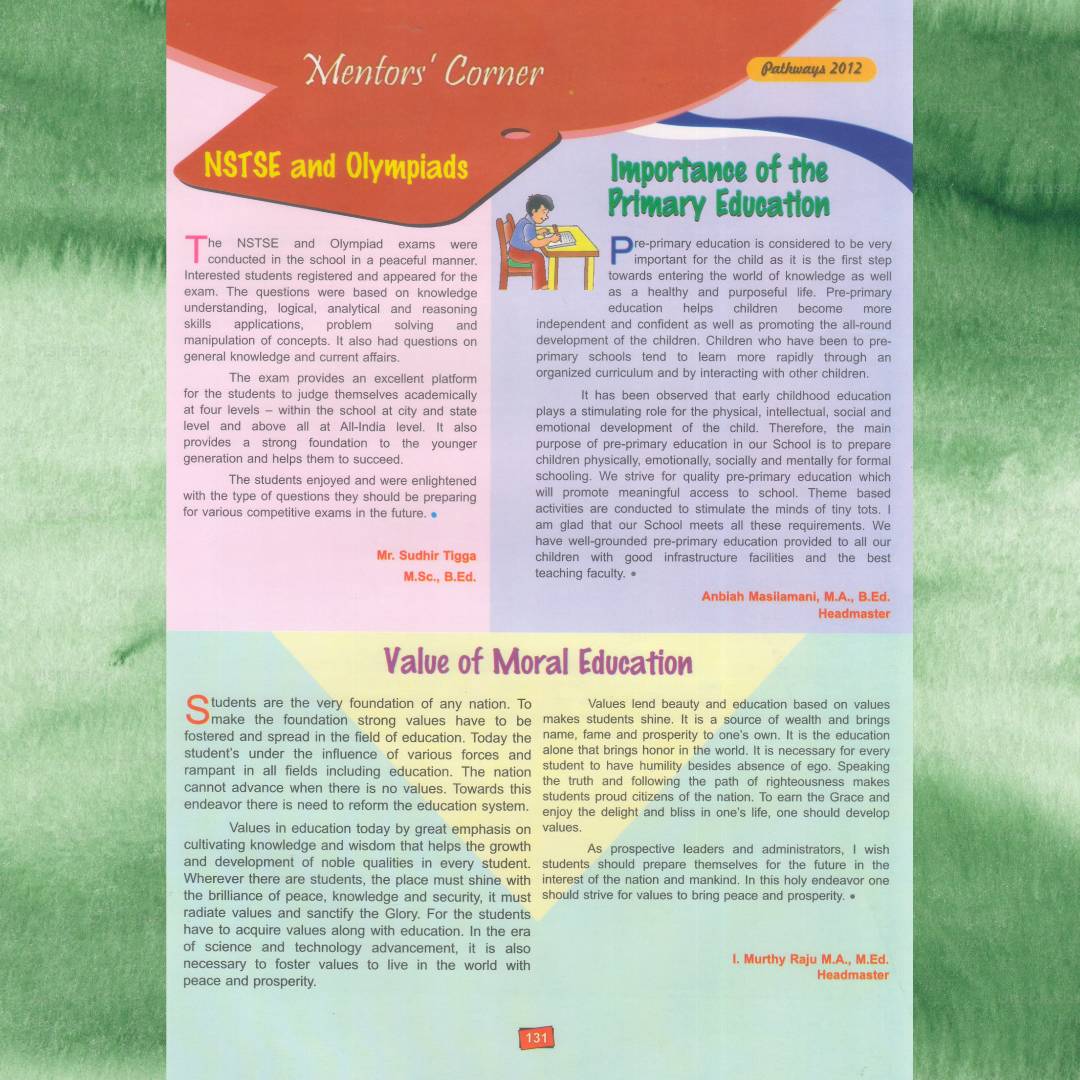 Mentors' Corner
Pathways 2012
NSTSE and Olympiads
The NSTSE and Olympiad exams were
conducted in the school in a peaceful manner.
Interested students registered and appeared for the
exam. The questions were based on knowledge
understanding, logical, analytical and reasoning
skills applications, problem solving and
manipulation of concepts. It also had questions on
general knowledge and current affairs.
The exam provides an excellent platform
for the students to judge themselves academically
at four levels – within the school at city and state
level and above all at All-India level. It also
provides a strong foundation to the younger
generation and helps them to succeed.
The students enjoyed and were enlightened
with the type of questions they should be preparing
for various competitive exams in the future. •
Mr. Sudhir Tigga
M.Sc., B.Ed.
Importance of the
Primary Education
Pre-primary education is considered to be very
important for the child as it is the first step
towards entering the world of knowledge as well
as a healthy and purposeful life. Pre-primary
education helps children become more
independent and confident as well as promoting the all-round
development of the children. Children who have been to pre-
primary schools tend to learn more rapidly through an
organized curriculum and by interacting with other children.
It has been observed that early childhood education
plays a stimulating role for the physical, intellectual, social and
emotional development of the child. Therefore, the main
purpose of pre-primary education in our School is to prepare
children physically, emotionally, socially and mentally for formal
schooling. We strive for quality pre-primary education which
will promote meaningful access to school. Theme based
activities are conducted to stimulate the minds of tiny tots. I
am glad that our School meets all these requirements. We
have well-grounded pre-primary education provided to all our
children with good infrastructure facilities and the best
teaching faculty. •
Anbiah Masilamani, M.A., B.Ed.
Headmaster
Value of Moral Education
Students are the very foundation of any nation. To
make the foundation strong values have to be
fostered and spread in the field of education. Today the
student's under the influence of various forces and
rampant in all fields including education. The nation
cannot advance when there is no values. Towards this
endeavor there is need to reform the education system.
Values in education today by great emphasis on
cultivating knowledge and wisdom that helps the growth
and development of noble qualities in every student.
Wherever there are students, the place must shine with
the brilliance of peace, knowledge and security, it must
radiate values and sanctify the Glory. For the students
have to acquire values along with education. In the era
of science and technology advancement, it is also
necessary to foster values to live in the world with
peace and prosperity.
Values lend beauty and education based on values
makes students shine. It is a source of wealth and brings
name, fame and prosperity to one's own. It is the education
alone that brings honor in the world. It is necessary for every
student to have humility besides absence of ego. Speaking
the truth and following the path of righteousness makes
students proud citizens of the nation. To earn the Grace and
enjoy the delight and bliss in one's life, one should develop
values.
As prospective leaders and administrators, I wish
students should prepare themselves for the future in the
interest of the nation and mankind. In this holy endeavor one
should strive for values to bring peace and prosperity. •
I. Murthy Raju M.A., M.Ed.
Headmaster
131